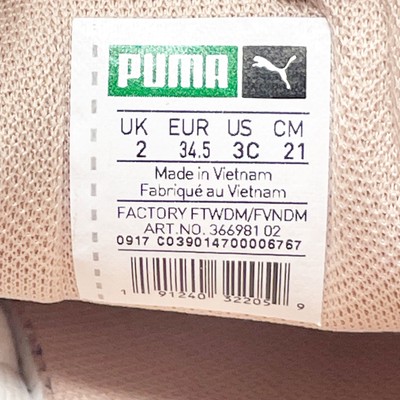 PUMA
UK EUR US CM
2 34.5 3C 21
Made in Vietnam
Fabriqué au Vietnam
FACTORY FTWDM/FVNDM
ART.NO. 366981 02
0917 C039014700006767
1 91240 32205 9